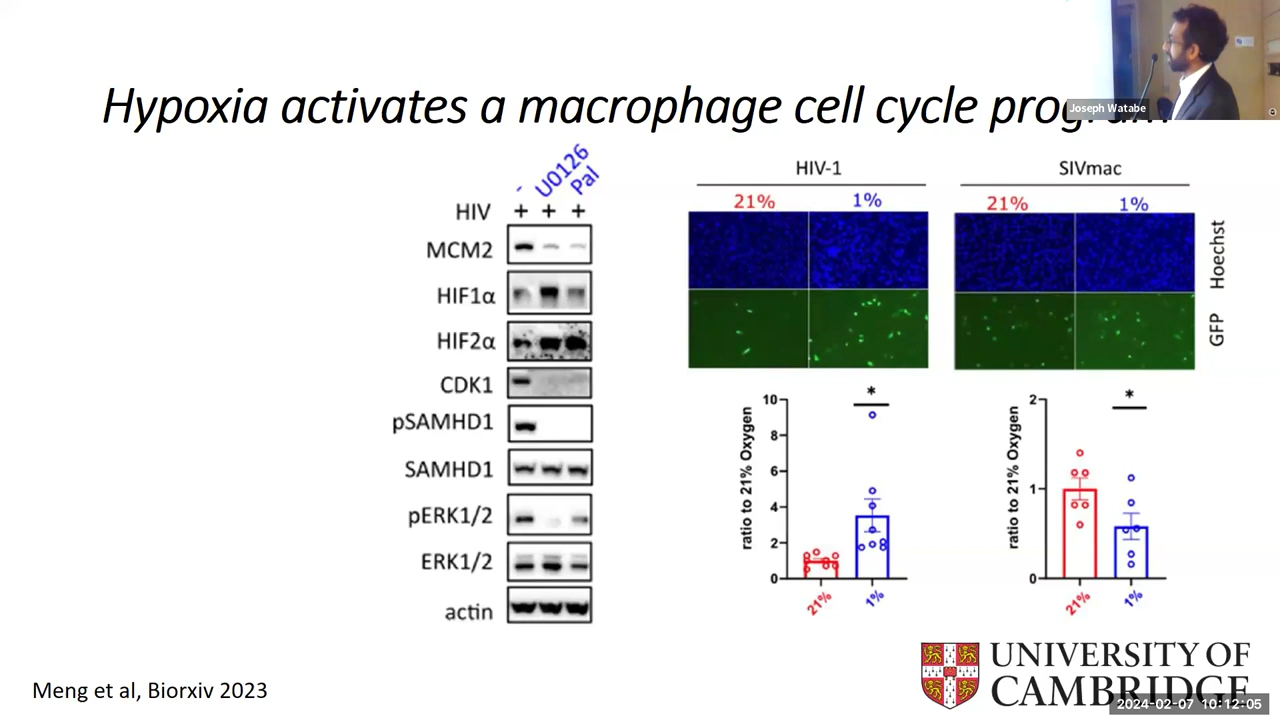 Joseph Watabe
Hypoxia activates a macrophage cell cycle program
- U0126 Pal
HIV + + +
MCM2
HIF1α
HIF2α
CDK1
pSAMHD1
SAMHD1
pERK1/2
ERK1/2
actin
HIV-1
21% 1%
SIVmac
21% 1%
Hoechst
GFP
ratio to 21% Oxygen
10
8
6
4
2
0
*
21% 1%
ratio to 21% Oxygen
2
1
0
*
21% 1%
Meng et al, Biorxiv 2023
UNIVERSITY OF
CAMBRIDGE
2024-02-07 10:12:05